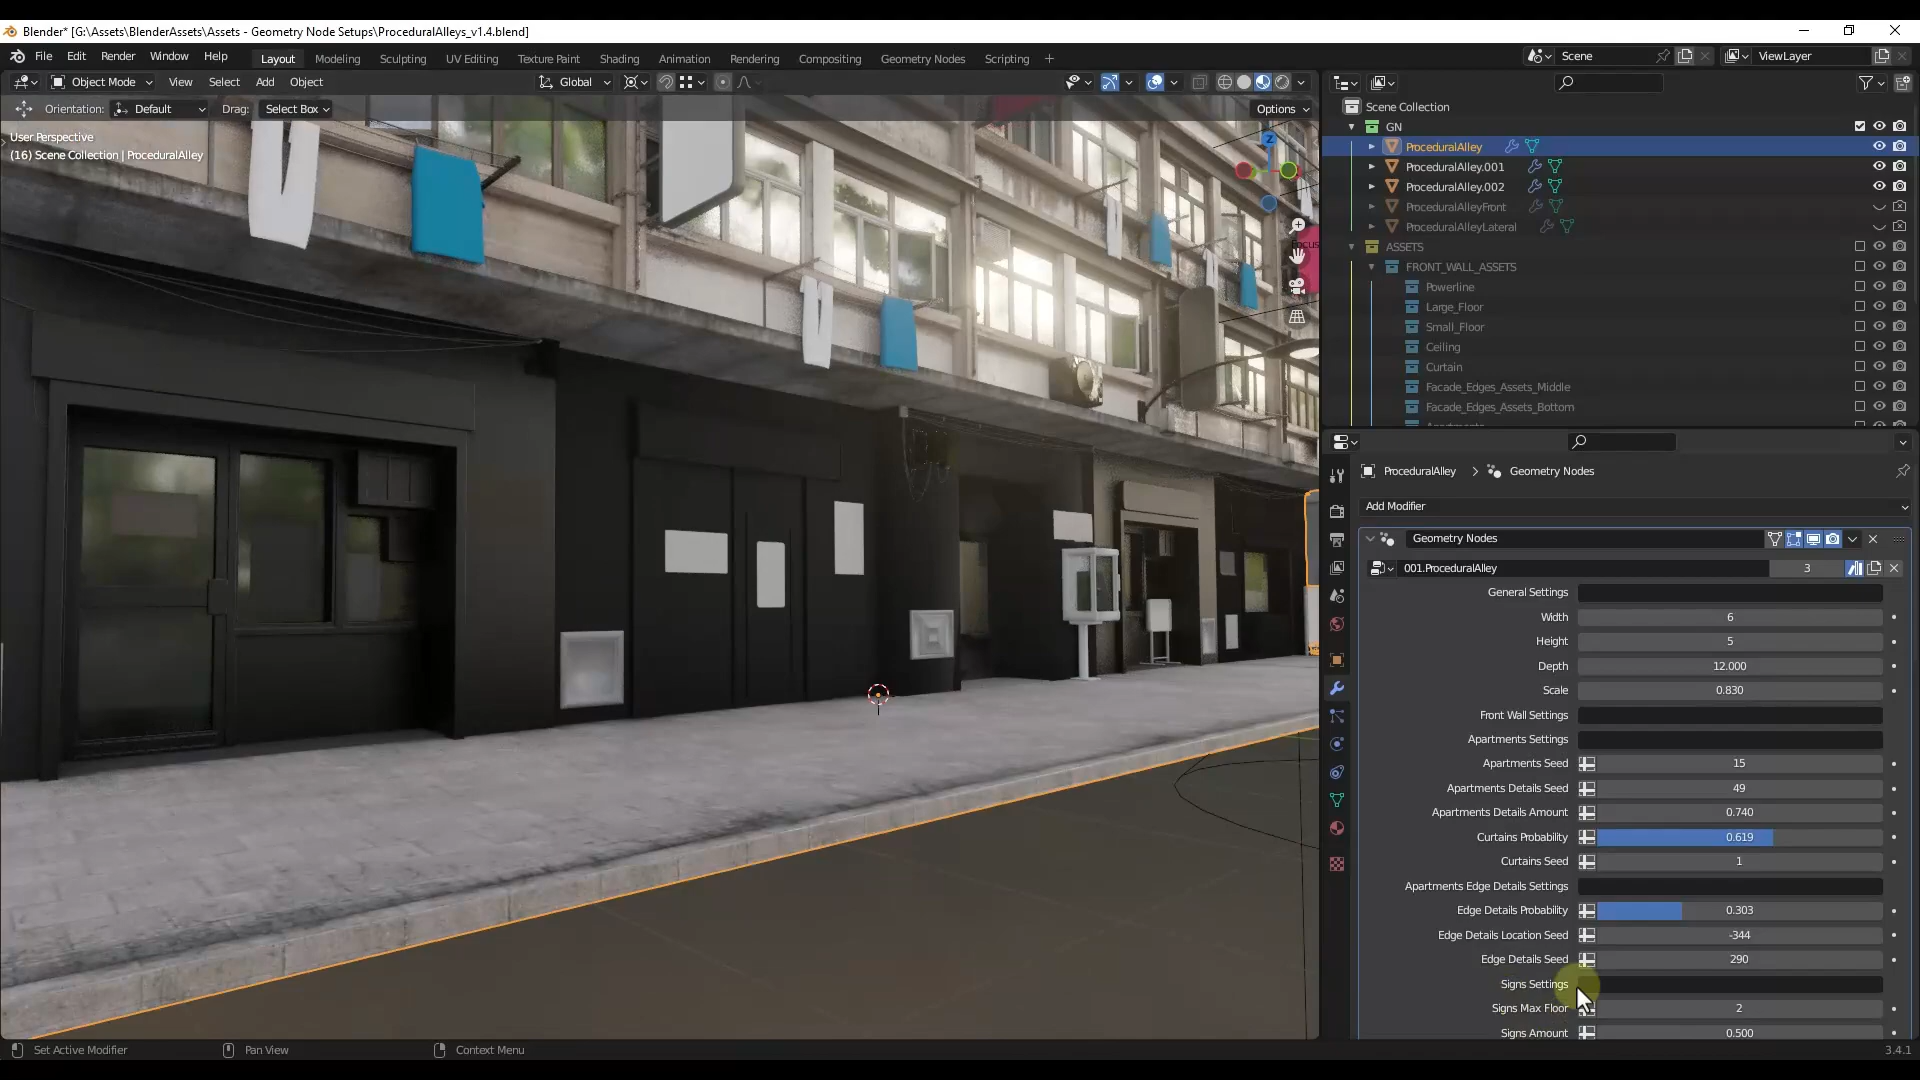 Blender* [G:\Assets\BlenderAssets\Assets - Geometry Node Setups\ProceduralAlleys_v1.4.blend]
File Edit Render Window Help Layout Modeling Sculpting UV Editing Texture Paint Shading Animation Rendering Compositing Geometry Nodes Scripting + Scene ViewLayer
Object Mode View Select Add Object Global
Orientation: Default Drag: Select Box Options
User Perspective
(16) Scene Collection | ProceduralAlley
Z
Focus
Scene Collection
GN
ProceduralAlley
ProceduralAlley.001
ProceduralAlley.002
ProceduralAlleyFront
ProceduralAlleyLateral
ASSETS
FRONT_WALL_ASSETS
Powerline
Large_Floor
Small_Floor
Ceiling
Curtain
Facade_Edges_Assets_Middle
Facade_Edges_Assets_Bottom
ProceduralAlley > Geometry Nodes
Add Modifier
Geometry Nodes
001.ProceduralAlley 3
General Settings
Width 6
Height 5
Depth 12.000
Scale 0.830
Front Wall Settings
Apartments Settings
Apartments Seed 15
Apartments Details Seed 49
Apartments Details Amount 0.740
Curtains Probability 0.619
Curtains Seed 1
Apartments Edge Details Settings
Edge Details Probability 0.303
Edge Details Location Seed -344
Edge Details Seed 290
Signs Settings
Signs Max Floor 2
Signs Amount 0.500
Set Active Modifier Pan View Context Menu 3.4.1